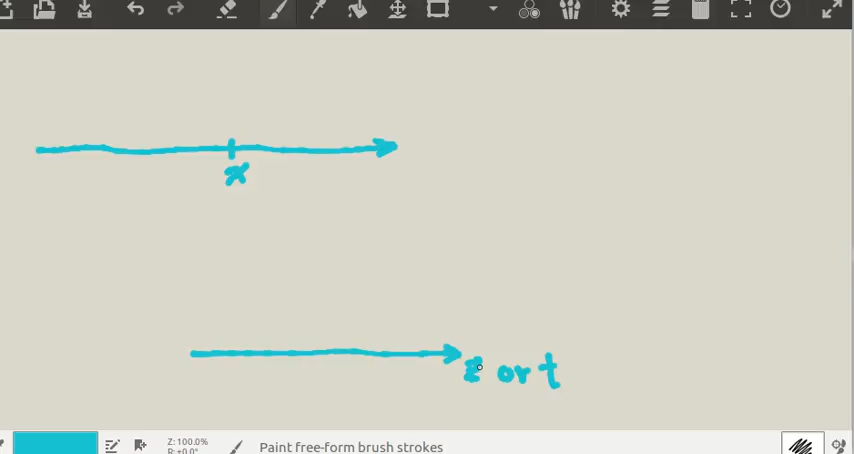 x
or t
Z: 100.0%
R: +0.0°
Paint free-form brush strokes